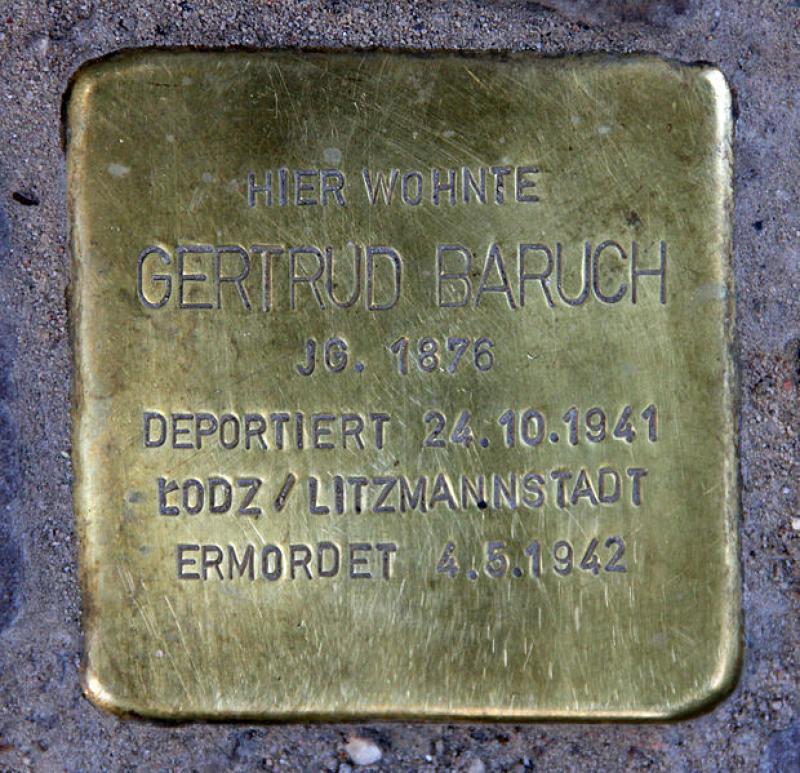 HIER WOHNTE
GERTRUD BARUCH
JG. 1876
DEPORTIERT 24.10.1941
ŁODZ / LITZMANNSTADT
ERMORDET 4.5.1942